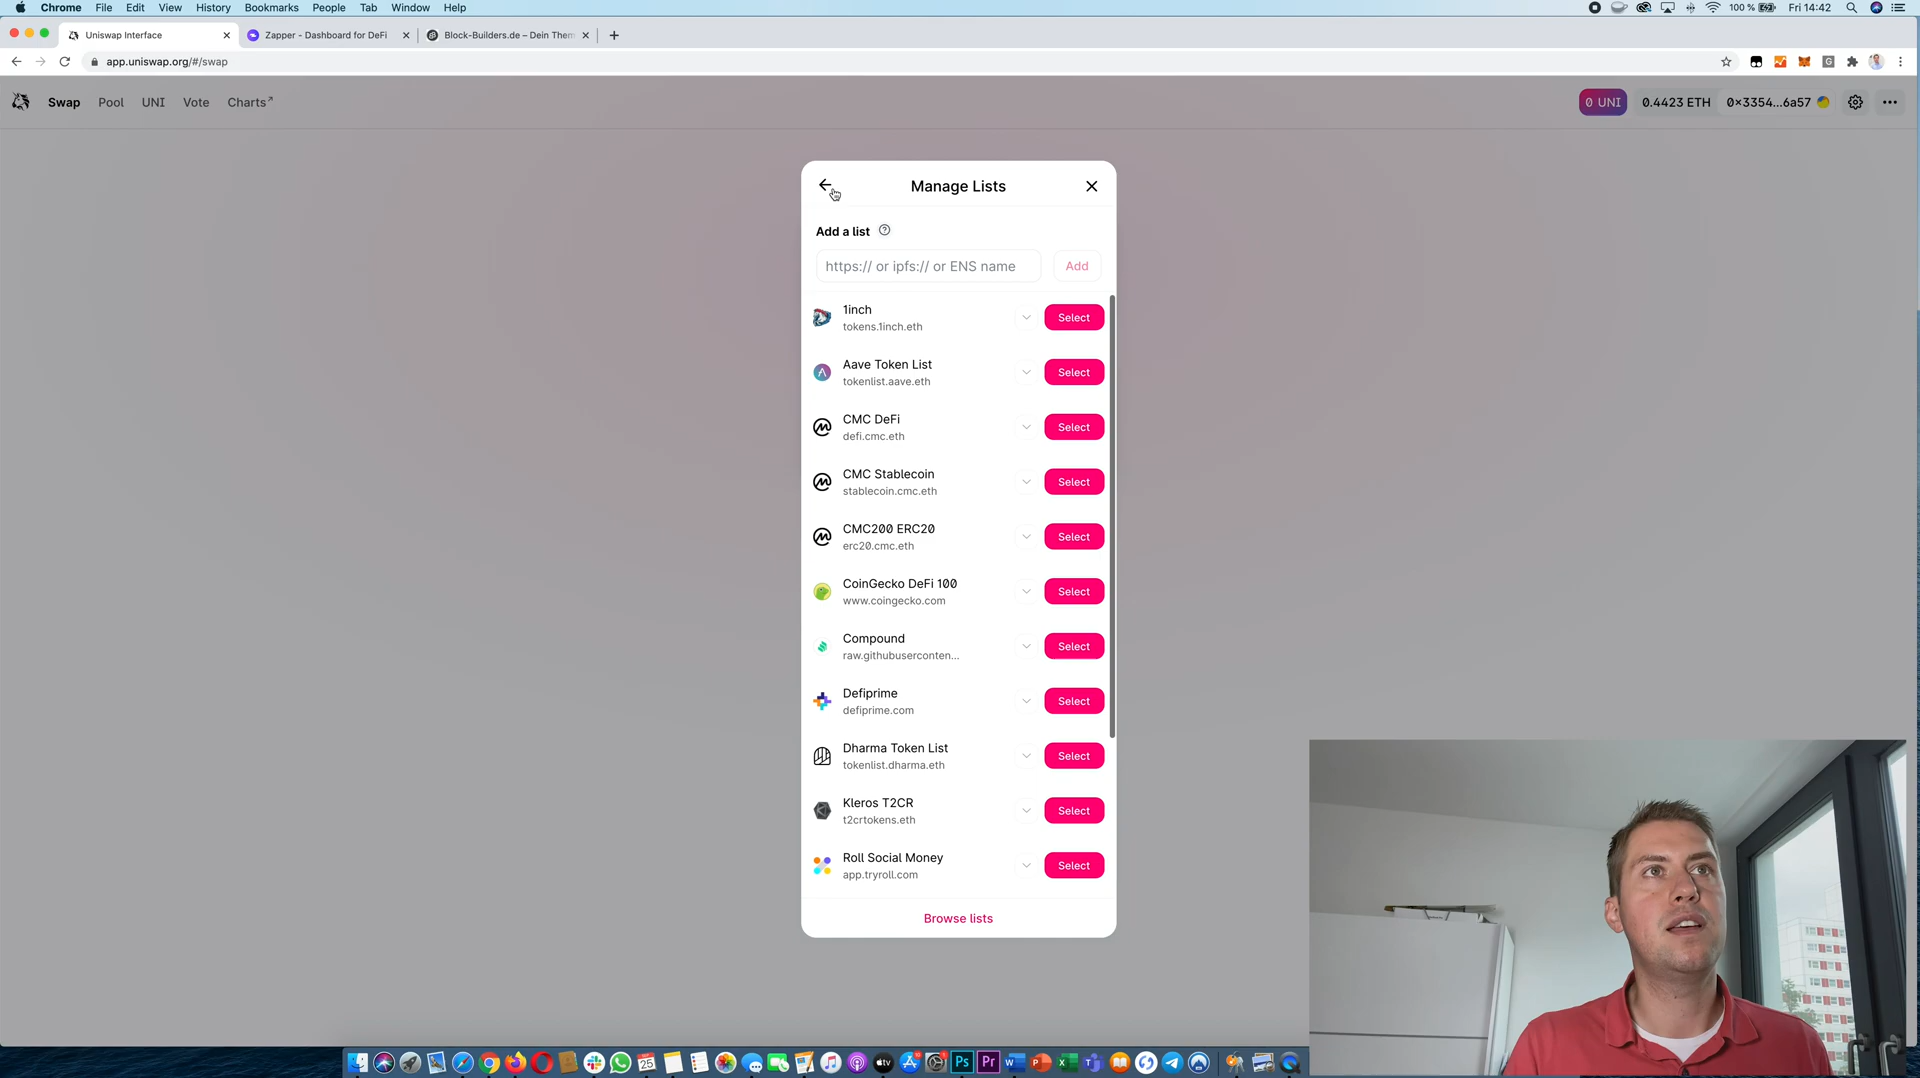 Chrome File Edit View History Bookmarks People Tab Window Help 100 % Fri 14:42
Uniswap Interface Zapper - Dashboard for DeFi Block-Builders.de – Dein Them
app.uniswap.org/#/swap
Swap Pool UNI Vote Charts↗ 0 UNI 0.4423 ETH 0×3354...6a57
Manage Lists
Add a list
https:// or ipfs:// or ENS name Add
1inch
tokens.1inch.eth
Select
Aave Token List
tokenlist.aave.eth
Select
CMC DeFi
defi.cmc.eth
Select
CMC Stablecoin
stablecoin.cmc.eth
Select
CMC200 ERC20
erc20.cmc.eth
Select
CoinGecko DeFi 100
www.coingecko.com
Select
Compound
raw.githubuserconten...
Select
Defiprime
defiprime.com
Select
Dharma Token List
tokenlist.dharma.eth
Select
Kleros T2CR
t2crtokens.eth
Select
Roll Social Money
app.tryroll.com
Select
Browse lists
25 tv Ps Pr